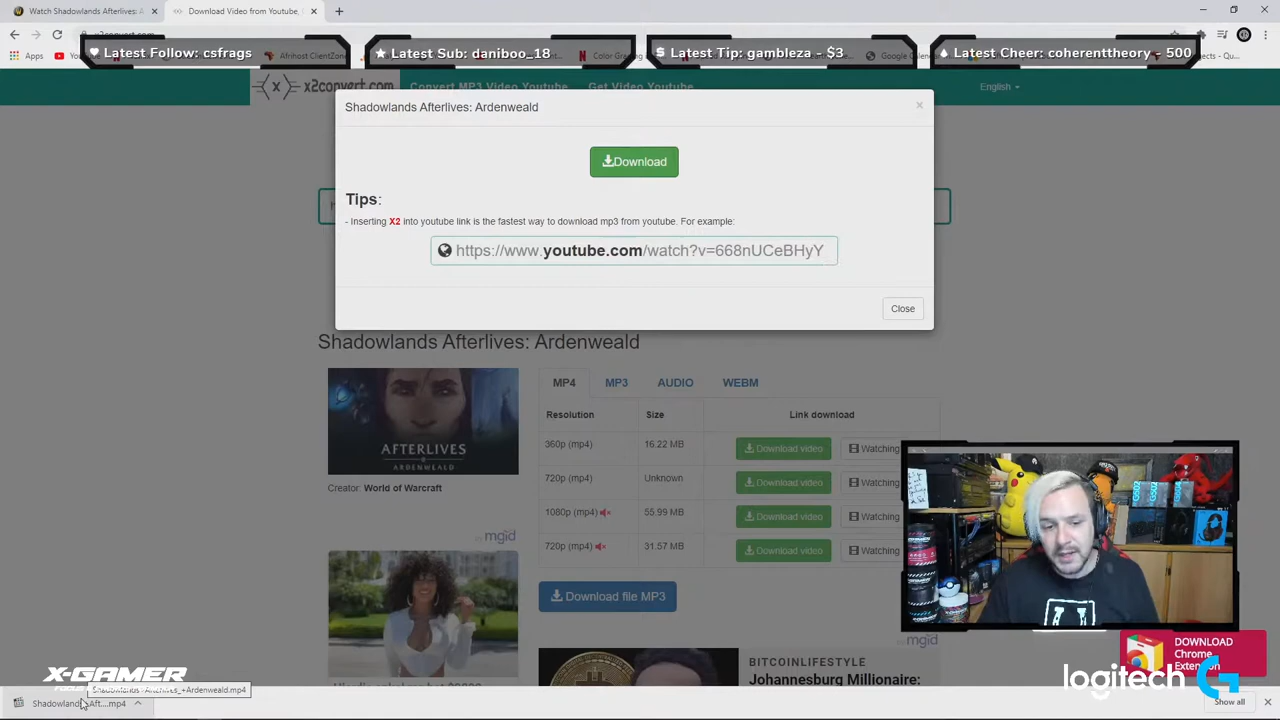 Watch Shadowlands Afterlives: A
Download Video from Youtube,
Apps
Latest Follow: csfrags
Latest Sub: daniboo_18
Latest Tip: gambleza - $3
Latest Cheer: coherenttheory - 500
x2convert.com
Convert MP3 Video Youtube
Get Video Youtube
English
Shadowlands Afterlives: Ardenweald
Download
Tips:
- Inserting X2 into youtube link is the fastest way to download mp3 from youtube. For example:
https://www.youtube.com/watch?v=668nUCeBHyY
Close
Shadowlands Afterlives: Ardenweald
AFTERLIVES
ARDENWEALD
Creator: World of Warcraft
MP4 MP3 AUDIO WEBM
Resolution Size Link download
360p (mp4) 16.22 MB Download video Watching
720p (mp4) Unknown Download video Watching
1080p (mp4) 55.99 MB Download video Watching
720p (mp4) 31.57 MB Download video Watching
mgid
Download file MP3
mgid
BITCOINLIFESTYLE
Johannesburg Millionaire:
DOWNLOAD
Chrome
Extension
X-GAMER
logitech G
Shadowlands Aft....mp4
Show all